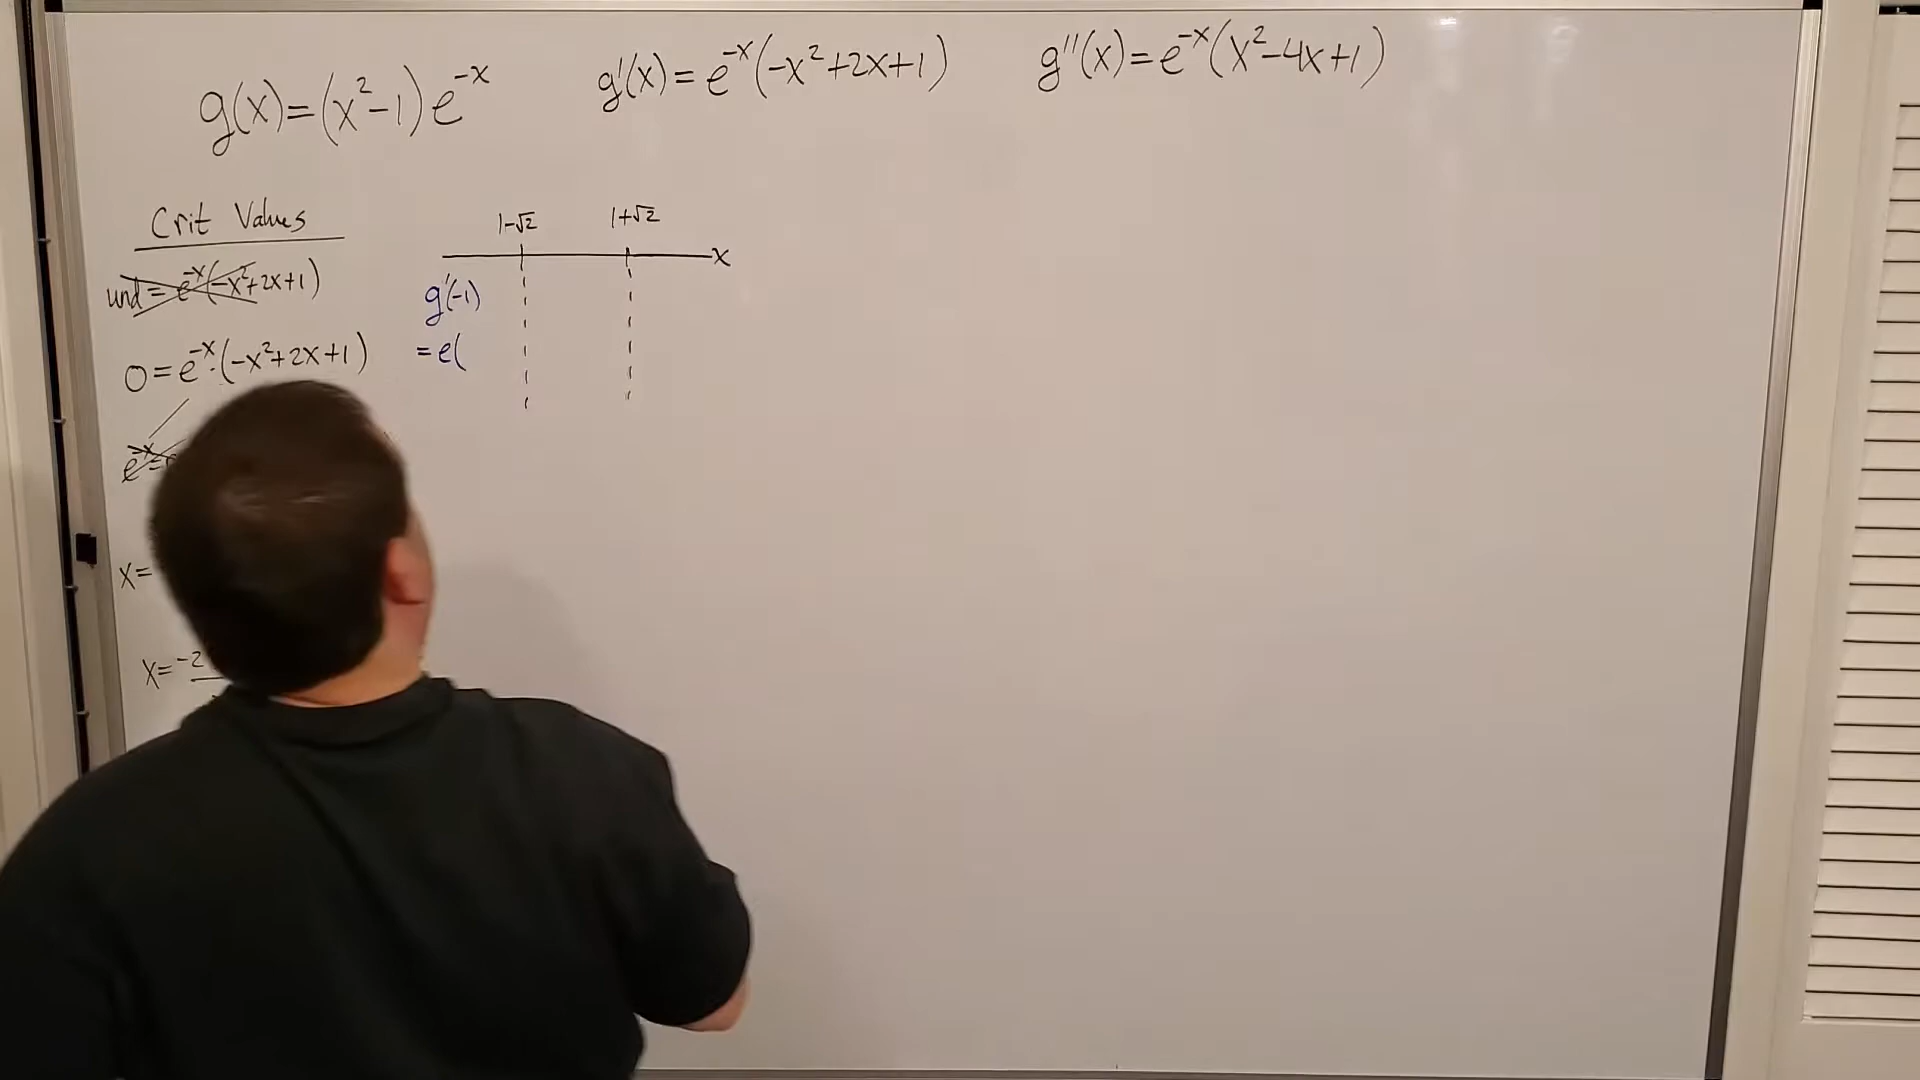 g(x)=(x²-1)e⁻ˣ
g'(x)=e⁻ˣ(-x²+2x+1)
g''(x)=e⁻ˣ(x²-4x+1)
Crit Values
und=e⁻ˣ(-x²+2x+1)
0=e⁻ˣ·(-x²+2x+1)
e⁻ˣ=
x=
x=-2
1-√2 1+√2
x
g'(-1)
=e(